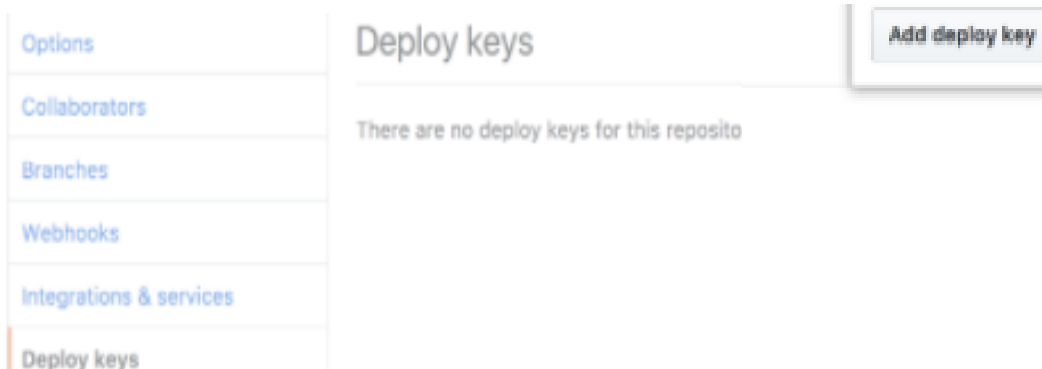 Options
Collaborators
Branches
Webhooks
Integrations & services
Deploy keys
Deploy keys
Add deploy key
There are no deploy keys for this reposito